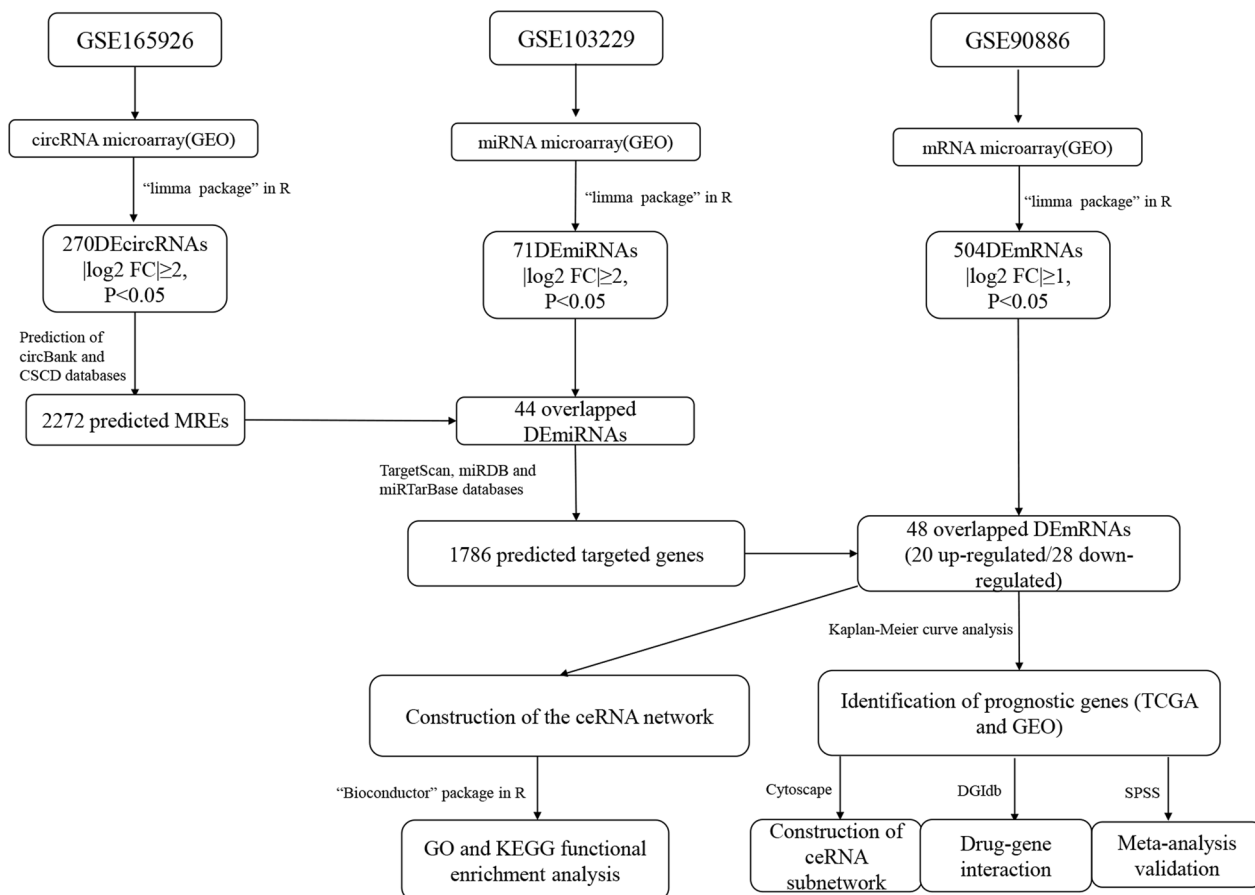 GSE165926
GSE103229
GSE90886
circRNA microarray(GEO)
miRNA microarray(GEO)
mRNA microarray(GEO)
“limma package” in R
“limma package” in R
“limma package” in R
270DEcircRNAs
|log2 FC|≥2,
P<0.05
71DEmiRNAs
|log2 FC|≥2,
P<0.05
504DEmRNAs
|log2 FC|≥1,
P<0.05
Prediction of
circBank and
CSCD databases
2272 predicted MREs
44 overlapped
DEmiRNAs
TargetScan, miRDB and
miRTarBase databases
1786 predicted targeted genes
48 overlapped DEmRNAs
(20 up-regulated/28 down-
regulated)
Kaplan-Meier curve analysis
Construction of the ceRNA network
Identification of prognostic genes (TCGA
and GEO)
“Bioconductor” package in R
Cytoscape
DGIdb
SPSS
GO and KEGG functional
enrichment analysis
Construction of
ceRNA
subnetwork
Drug-gene
interaction
Meta-analysis
validation